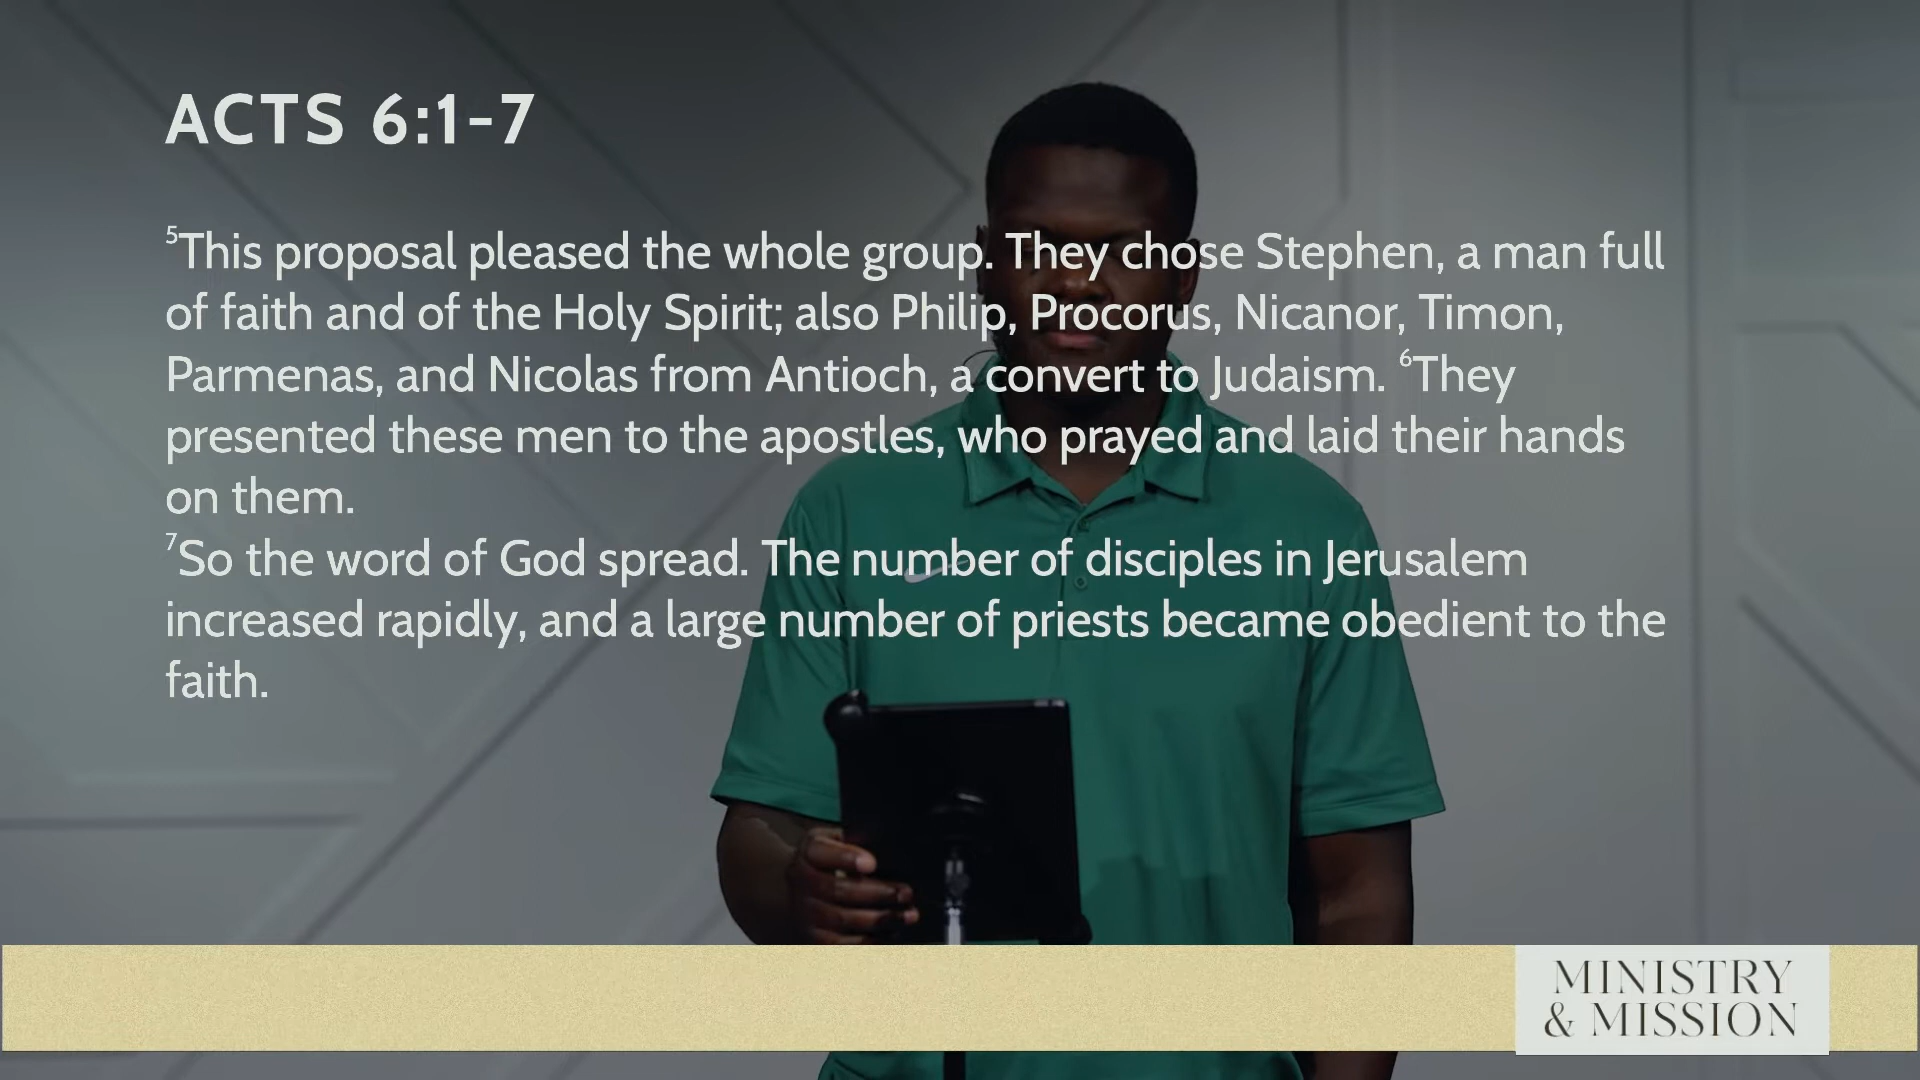 ACTS 6:1-7
⁵This proposal pleased the whole group. They chose Stephen, a man full
of faith and of the Holy Spirit; also Philip, Procorus, Nicanor, Timon,
Parmenas, and Nicolas from Antioch, a convert to Judaism. ⁶They
presented these men to the apostles, who prayed and laid their hands
on them.
⁷So the word of God spread. The number of disciples in Jerusalem
increased rapidly, and a large number of priests became obedient to the
faith.
MINISTRY
& MISSION